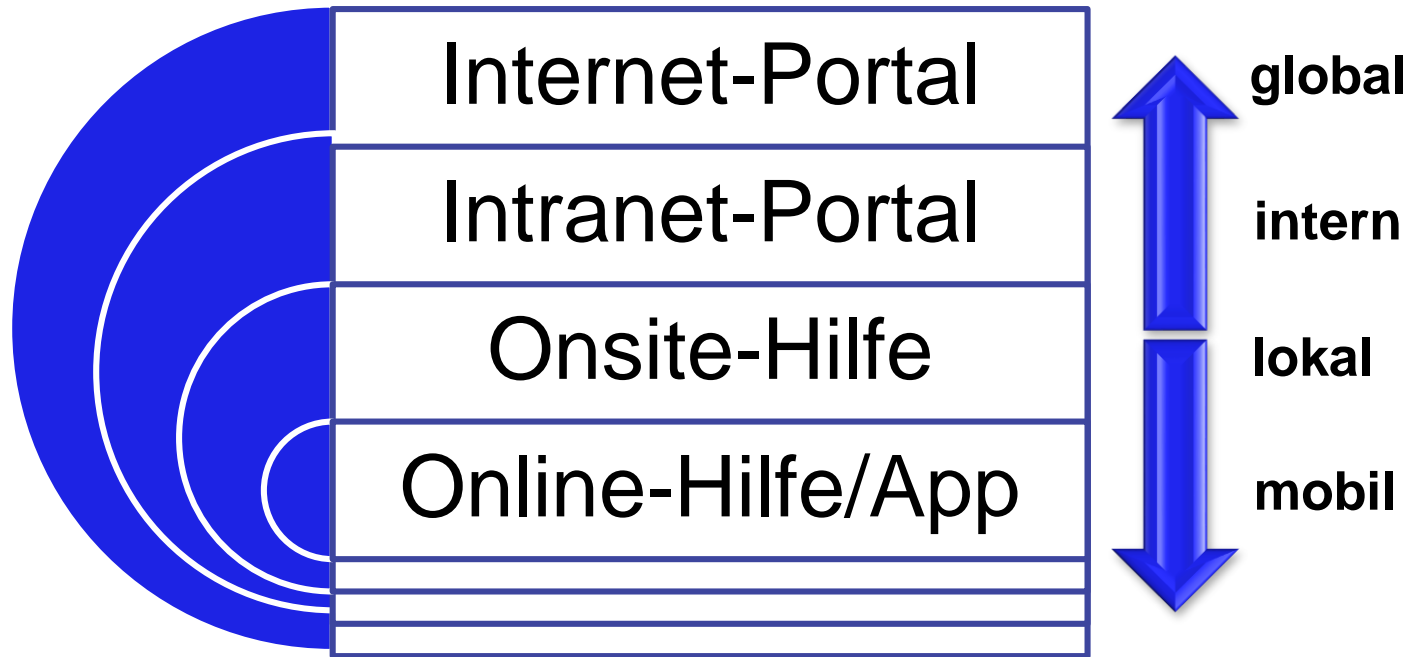 Internet-Portal
global
Intranet-Portal
intern
Onsite-Hilfe
lokal
Online-Hilfe/App
mobil